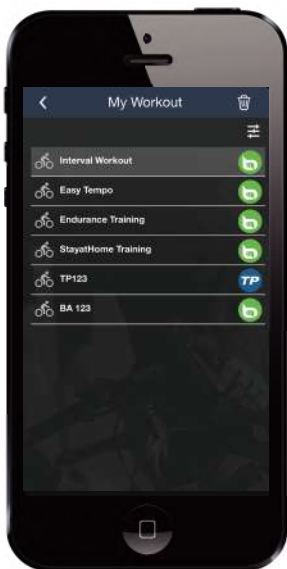 My Workout
Interval Workout
Easy Tempo
Endurance Training
StayatHome Training
TP123
TP
BA 123